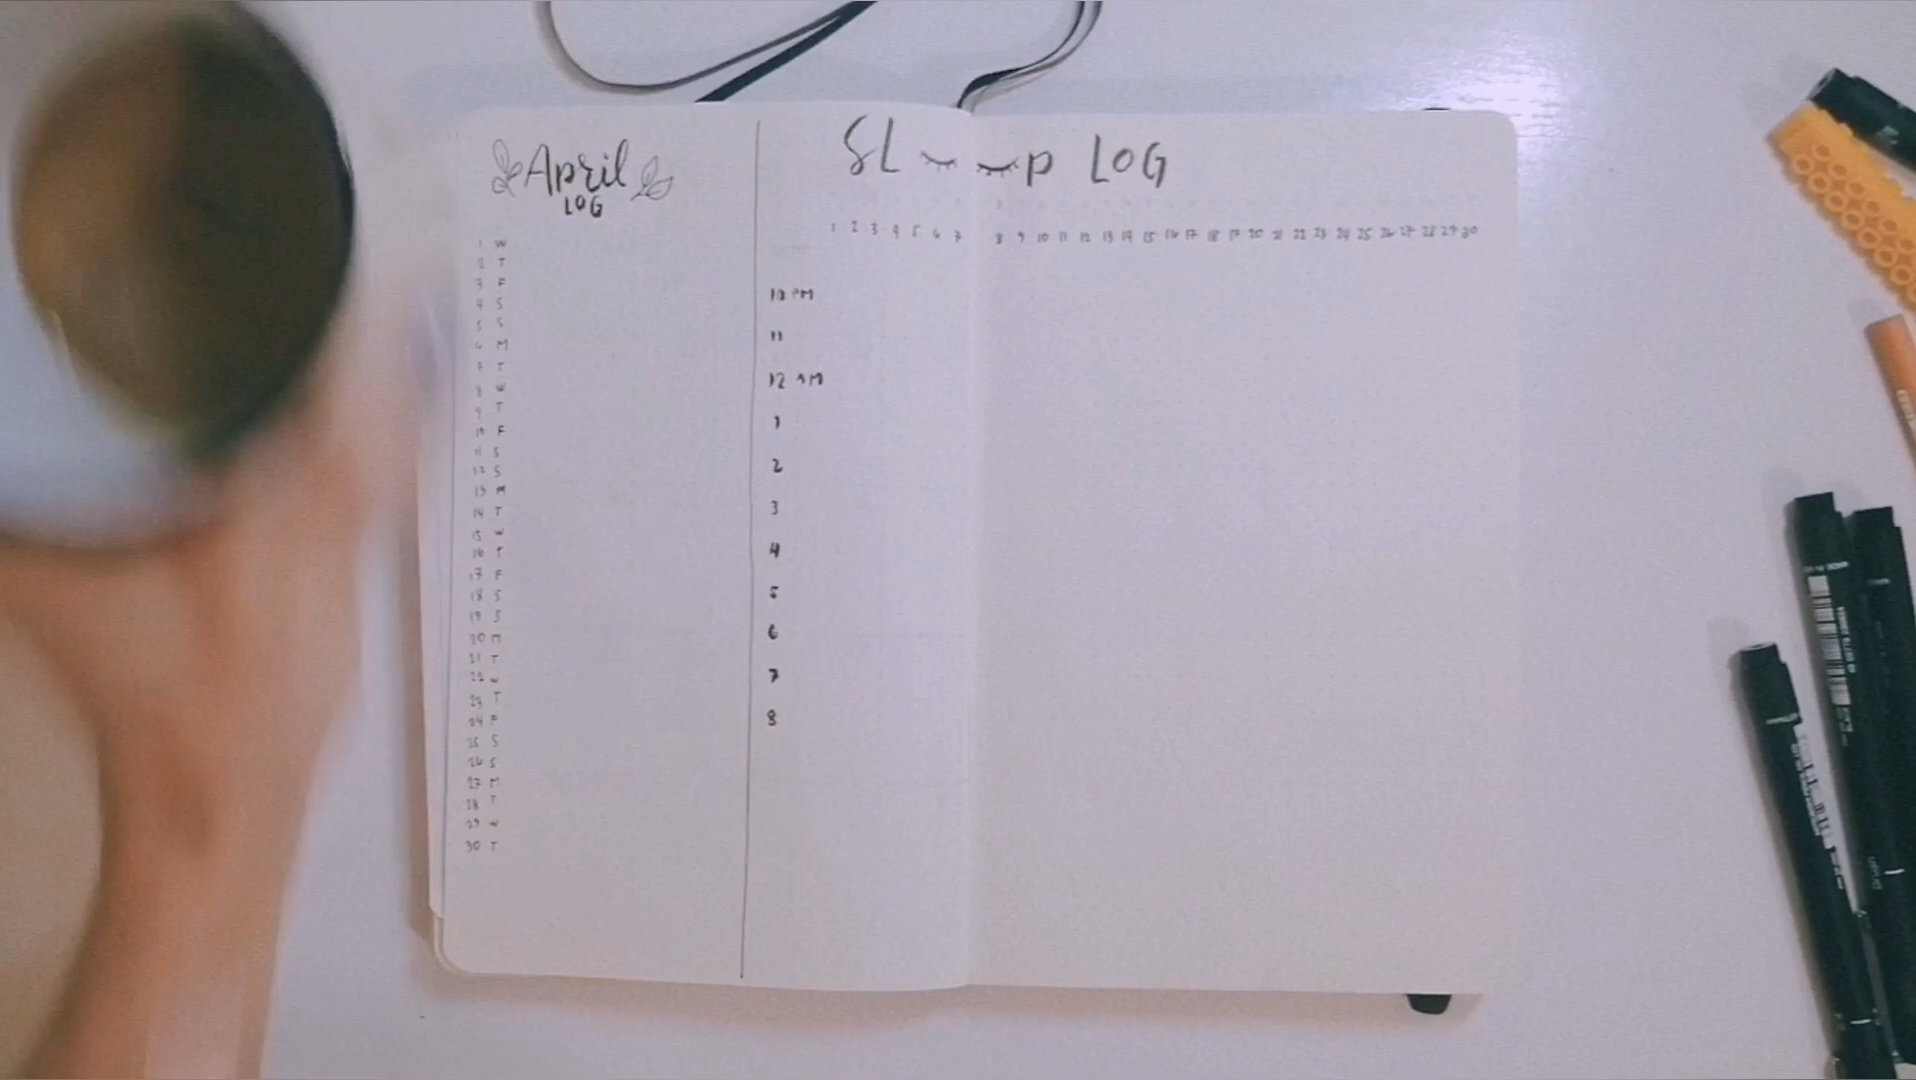 April
LOG
1 W
2 T
3 F
4 S
5 S
6 M
7 T
8 W
9 T
10 F
11 S
12 S
13 M
14 T
15 W
16 T
17 F
18 S
19 S
20 M
21 T
22 W
23 T
24 F
25 S
26 S
27 M
28 T
29 W
30 T
SL p LOG
1 2 3 4 5 6 7 8 9 10 11 12 13 14 15 16 17 18 19 20 21 22 23 24 25 26 27 28 29 30
10 PM
11
12 AM
1
2
3
4
5
6
7
8